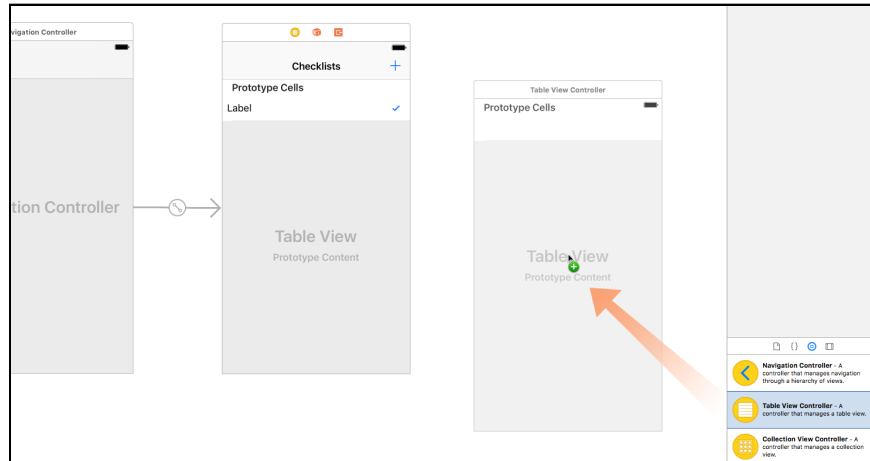 vigation Controller
Checklists
Prototype Cells
Label
tion Controller
Table View
Prototype Content
Table View Controller
Prototype Cells
Table View
Prototype Content
Navigation Controller - A
controller that manages navigation
through a hierarchy of views.
Table View Controller - A
controller that manages a table view.
Collection View Controller - A
controller that manages a collection
view.